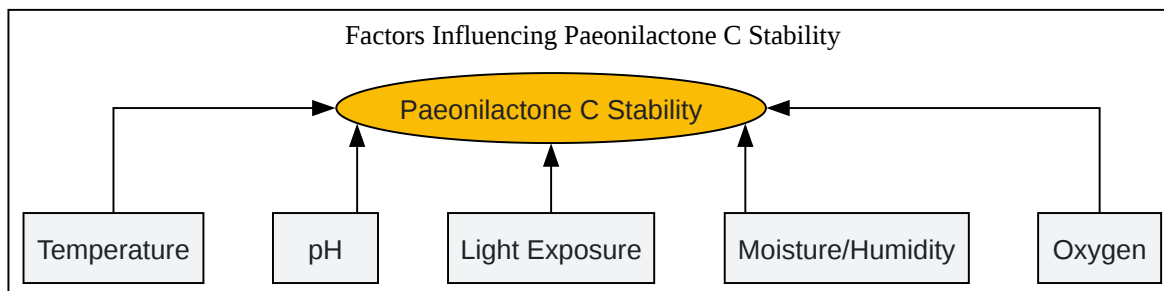 Factors Influencing Paeonilactone C Stability
Paeonilactone C Stability
Temperature
pH
Light Exposure
Moisture/Humidity
Oxygen